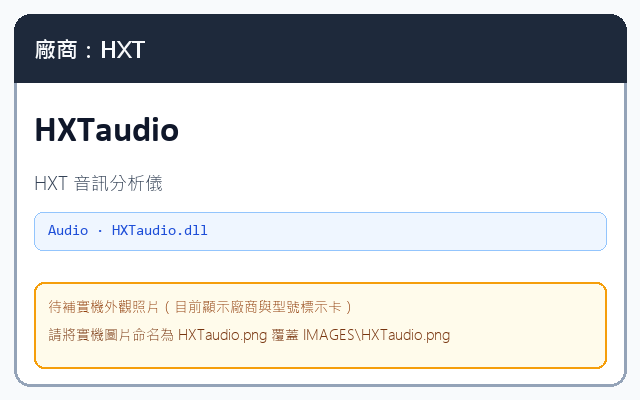 廠商：HXT
HXTaudio
HXT 音訊分析儀
Audio · HXTaudio.dll
待補實機外觀照片（目前顯示廠商與型號標示卡）
請將實機圖片命名為 HXTaudio.png 覆蓋 IMAGES\HXTaudio.png